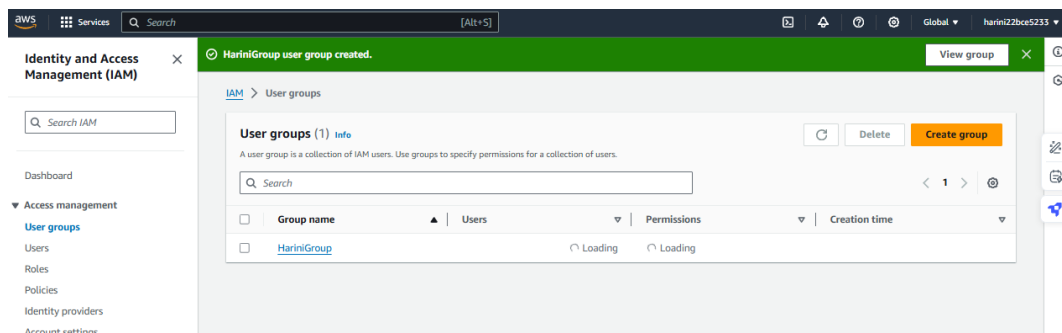 aws Services Search [Alt+S] Global harini22bce5233
Identity and Access Management (IAM)
Search IAM
Dashboard
Access management
User groups
Users
Roles
Policies
Identity providers
Account settings
HariniGroup user group created. View group
IAM > User groups
User groups (1) Info Delete Create group
A user group is a collection of IAM users. Use groups to specify permissions for a collection of users.
Search 1
Group name Users Permissions Creation time
HariniGroup Loading Loading